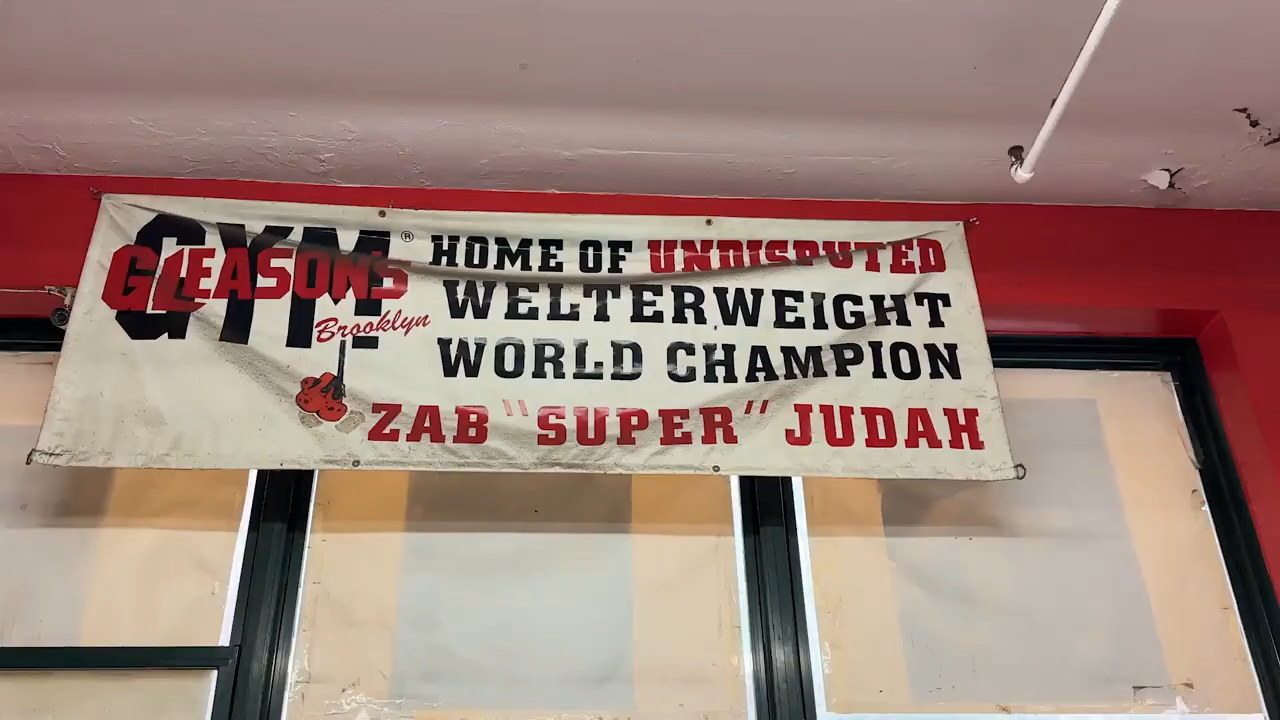 GYM ®
GLEASON'S
Brooklyn
HOME OF UNDISPUTED
WELTERWEIGHT
WORLD CHAMPION
ZAB "SUPER" JUDAH